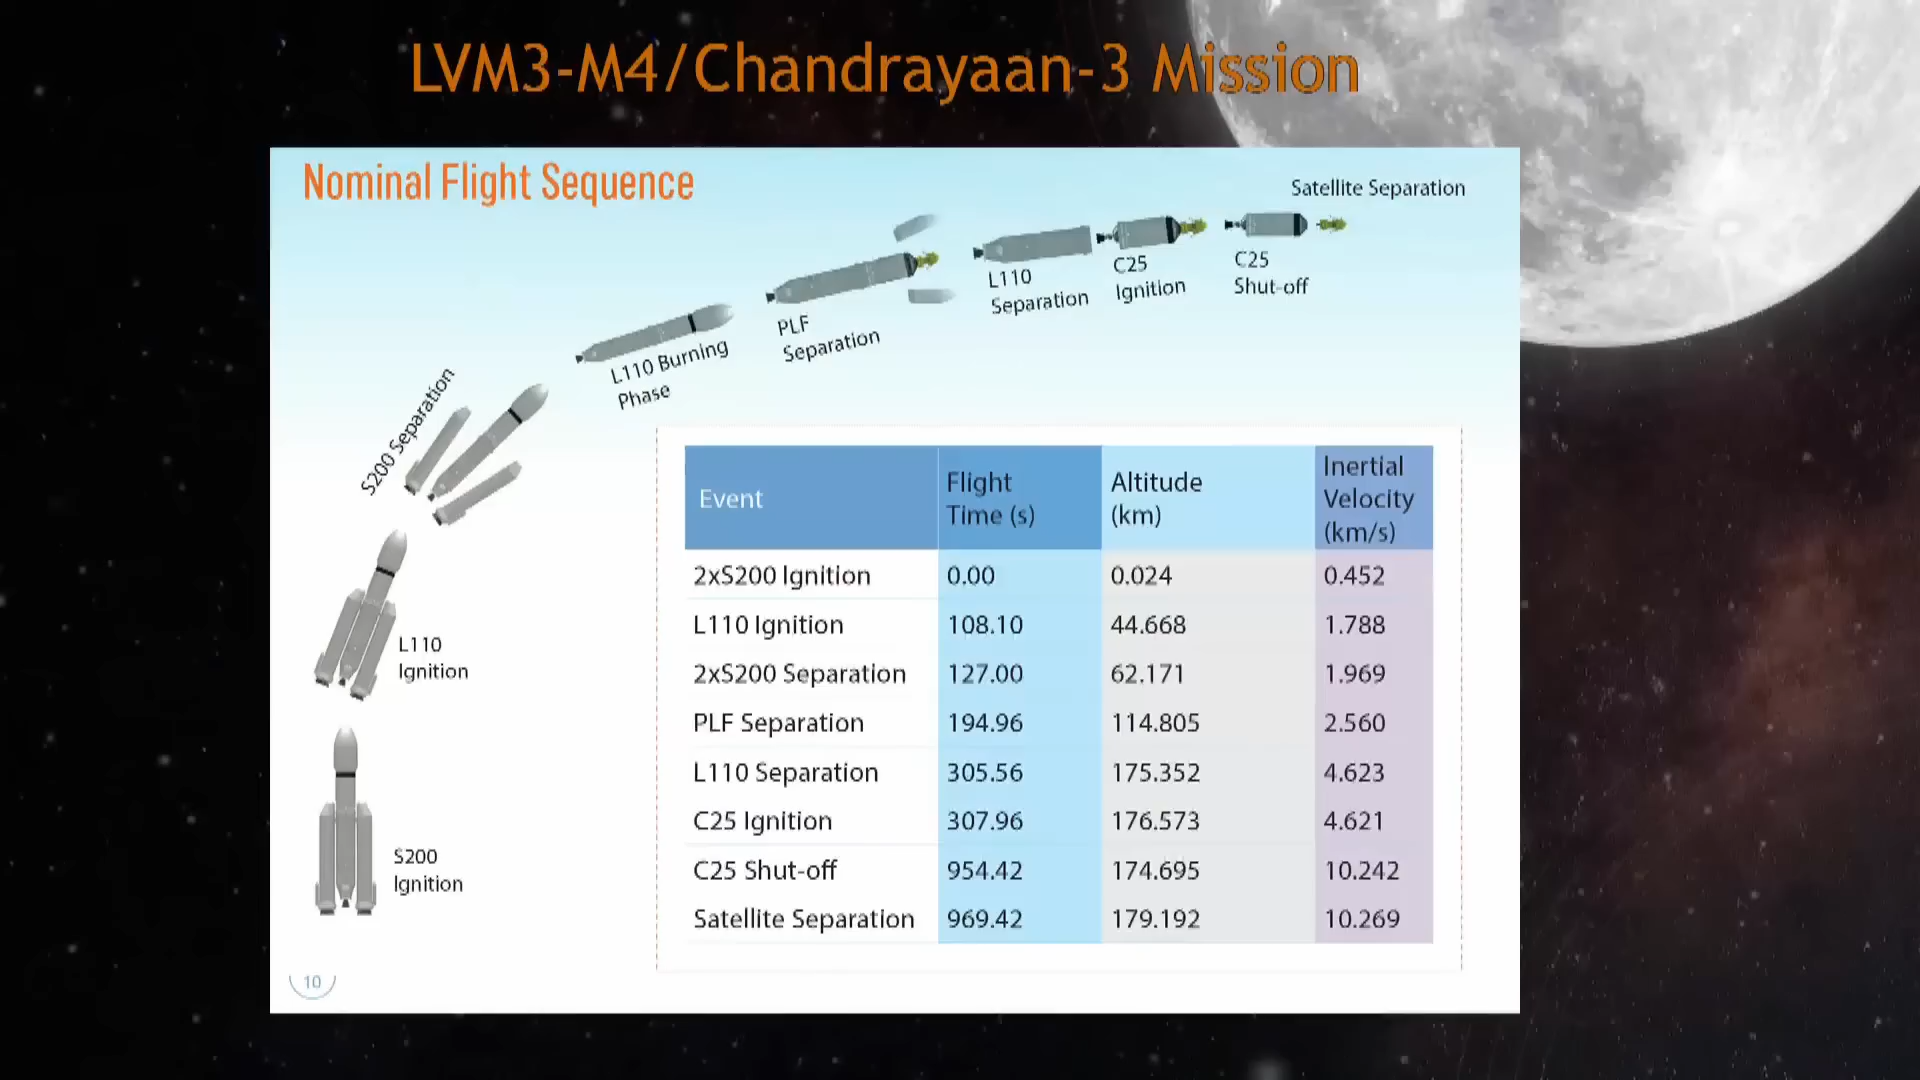 LVM3-M4/Chandrayaan-3 Mission
Nominal Flight Sequence
Satellite Separation
C25
Shut-off
C25
Ignition
L110
Separation
PLF
Separation
L110 Burning
Phase
S200 Separation
L110
Ignition
S200
Ignition
Event Flight Time (s) Altitude (km) Inertial Velocity (km/s)
2xS200 Ignition 0.00 0.024 0.452
L110 Ignition 108.10 44.668 1.788
2xS200 Separation 127.00 62.171 1.969
PLF Separation 194.96 114.805 2.560
L110 Separation 305.56 175.352 4.623
C25 Ignition 307.96 176.573 4.621
C25 Shut-off 954.42 174.695 10.242
Satellite Separation 969.42 179.192 10.269
10